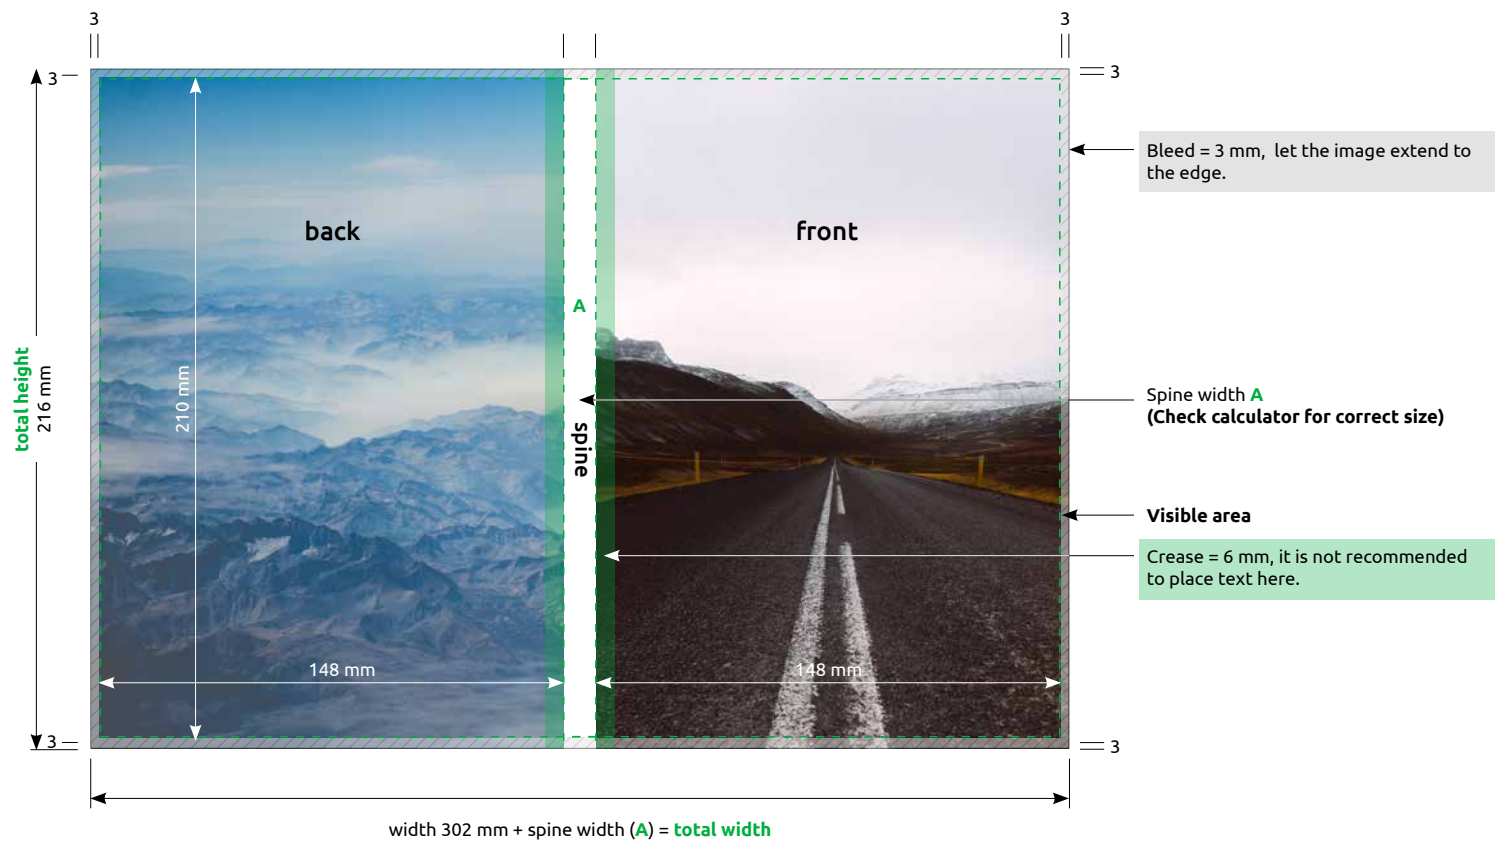 3
3
3
3
back
front
Bleed = 3 mm, let the image extend to
the edge.
A
total height
216 mm
210 mm
spine
Spine width A
(Check calculator for correct size)
Visible area
Crease = 6 mm, it is not recommended
to place text here.
148 mm
148 mm
3
3
width 302 mm + spine width (A) = total width